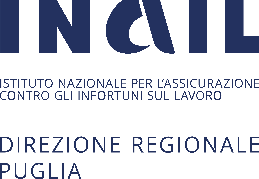 INAIL
ISTITUTO NAZIONALE PER L'ASSICURAZIONE
CONTRO GLI INFORTUNI SUL LAVORO
DIREZIONE REGIONALE
PUGLIA